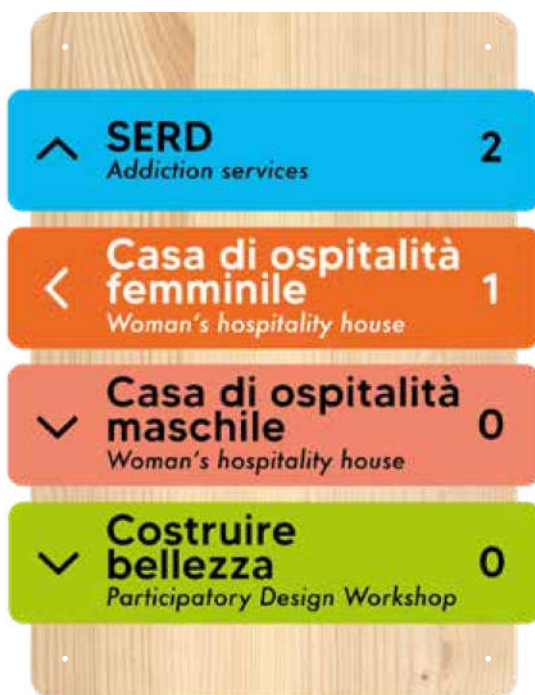 SERD
Addiction services
2
Casa di ospitalità
femminile
Woman's hospitality house
1
Casa di ospitalità
maschile
Woman's hospitality house
0
Costruire
bellezza
Participatory Design Workshop
0